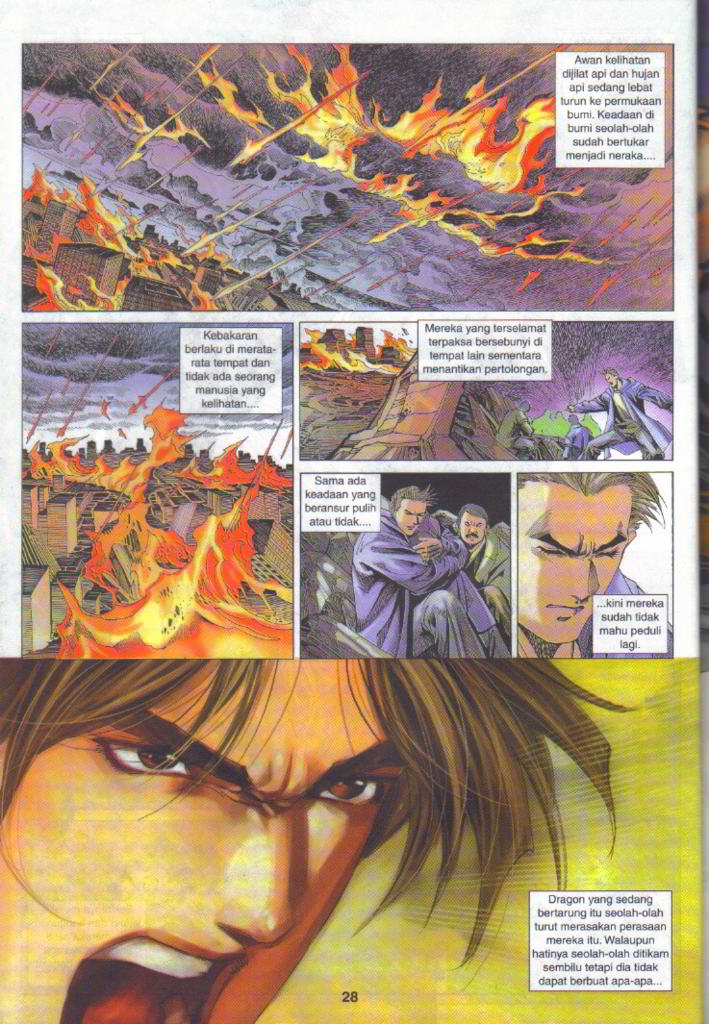 Awan kelihatan
dijilat api dan hujan
api sedang lebat
turun ke permukaan
bumi. Keadaan di
bumi seolah-olah
sudah bertukar
menjadi neraka....
Kebakaran
berlaku di merata-
rata tempat dan
tidak ada seorang
manusia yang
kelihatan....
Mereka yang terselamat
terpaksa bersebunyi di
tempat lain sementara
menantikan pertolongan.
Sama ada
keadaan yang
beransur pulih
atau tidak....
...kini mereka
sudah tidak
mahu peduli
lagi.
Dragon yang sedang
bertarung itu seolah-olah
turut merasakan perasaan
mereka itu. Walaupun
hatinya seolah-olah ditikam
sembilu tetapi dia tidak
dapat berbuat apa-apa...
28